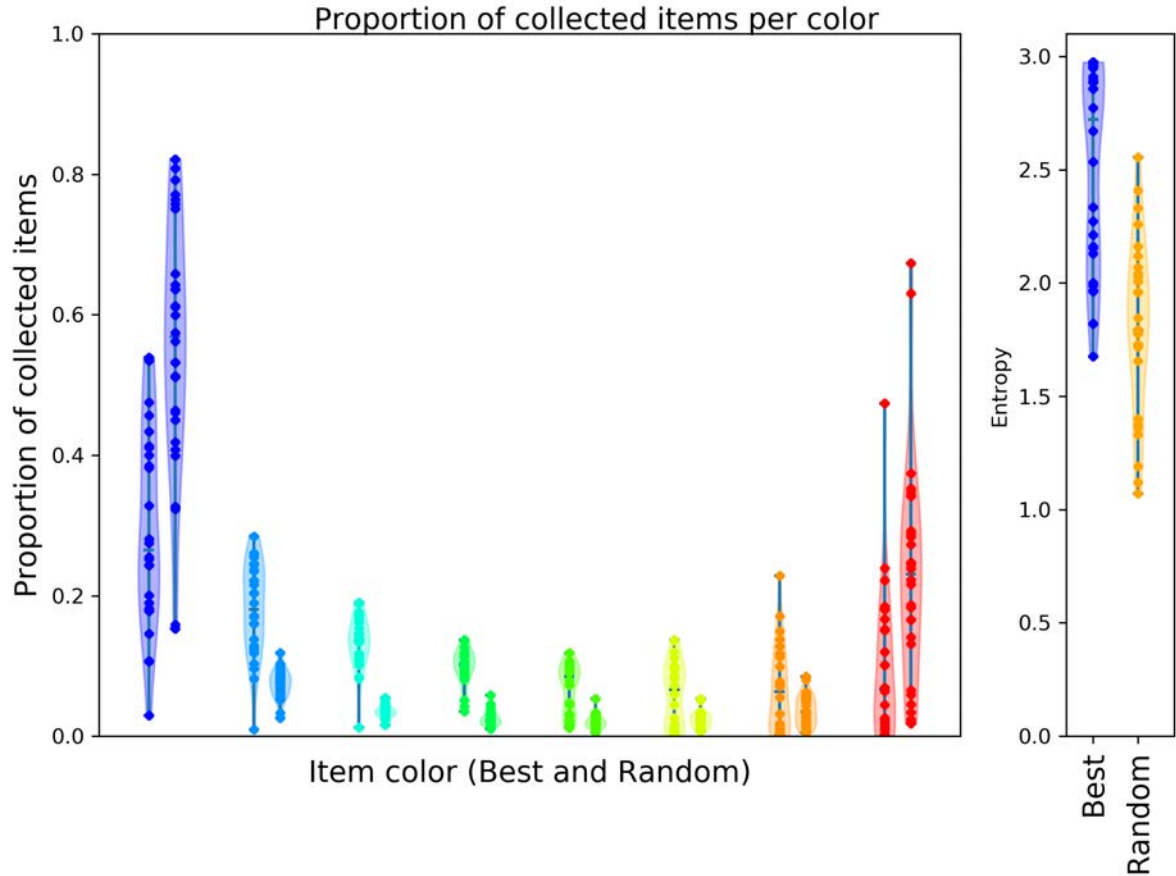 Proportion of collected items per color
Proportion of collected items
1.0
0.8
0.6
0.4
0.2
0.0
Item color (Best and Random)
Entropy
3.0
2.5
2.0
1.5
1.0
0.5
0.0
Best
Random